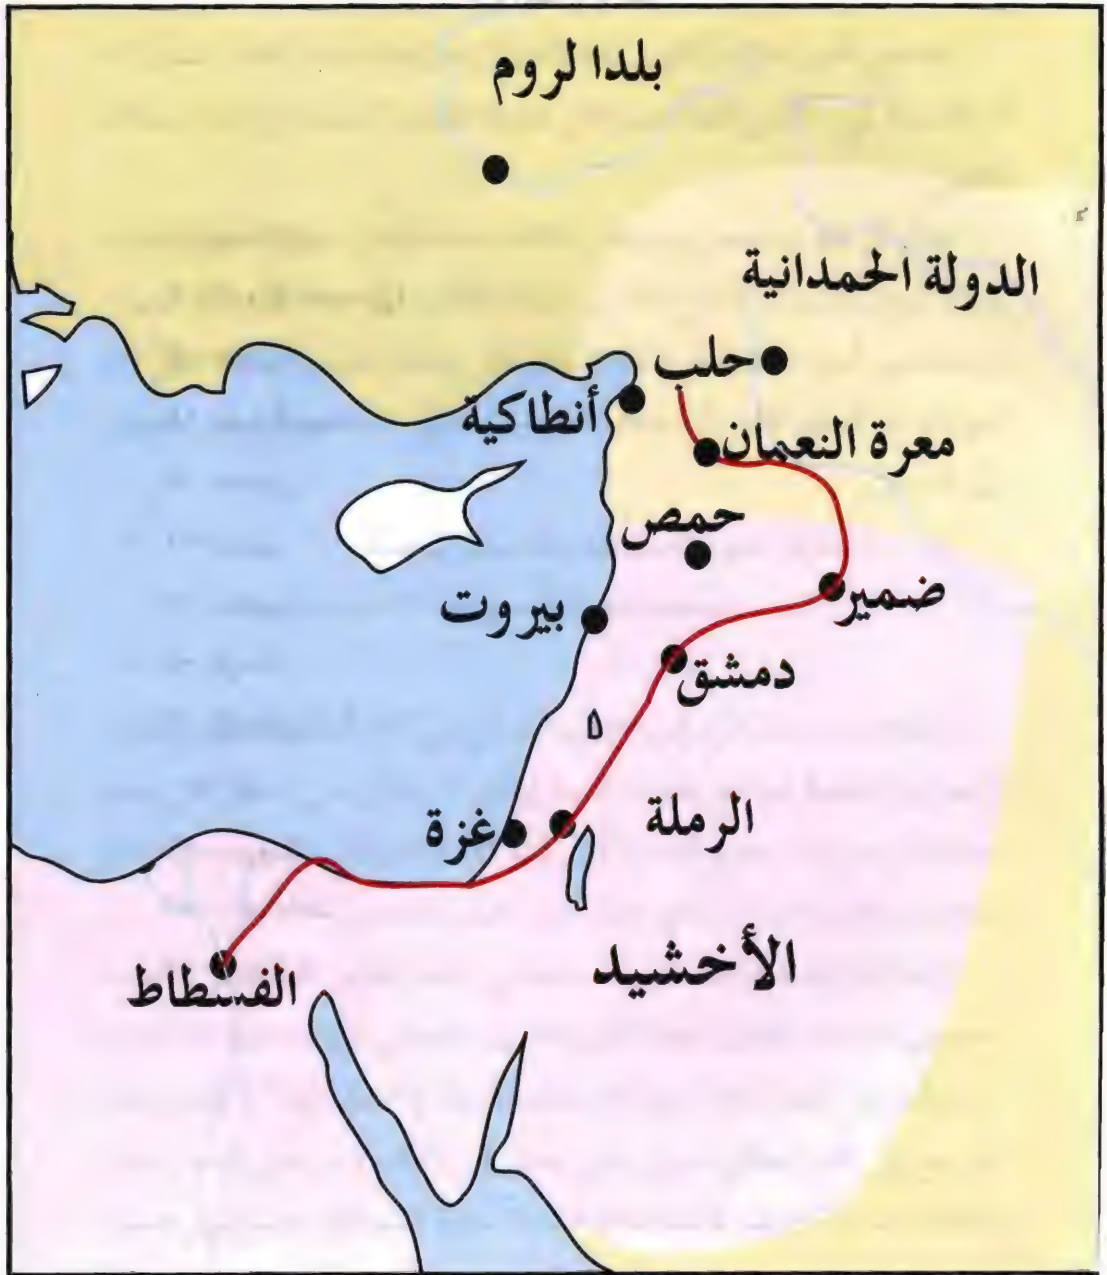 بلدا لروم
الدولة الحمدانية
حلب
أنطاكية
معرة النعمان
حمص
ضمير
بيروت
دمشق
الرملة
غزة
الأخشيد
الفسطاط